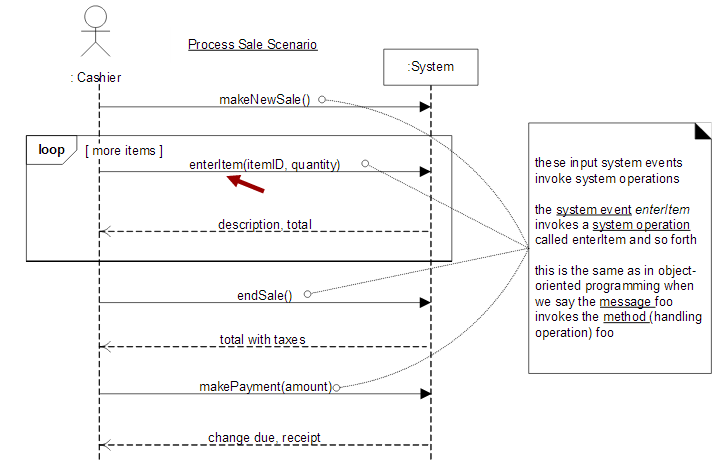 Process Sale Scenario
: Cashier
:System
makeNewSale()
loop
[ more items ]
enterItem(itemID, quantity)
description, total
endSale()
total with taxes
makePayment(amount)
change due, receipt
these input system events
invoke system operations
the system event enterItem
invokes a system operation
called enterItem and so forth
this is the same as in object-
oriented programming when
we say the message foo
invokes the method (handling
operation) foo